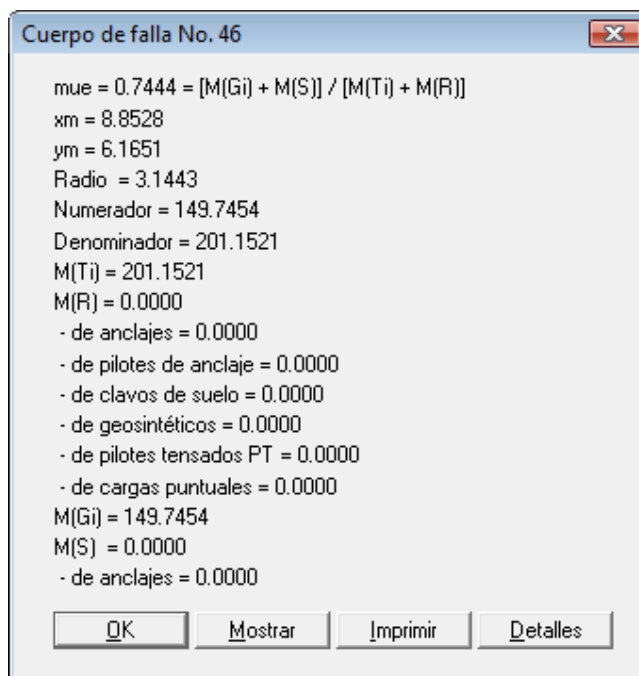 Cuerpo de falla No. 46
mue = 0.7444 = [M(Gi) + M(S)] / [M(Ti) + M(R)]
xm = 8.8528
ym = 6.1651
Radio = 3.1443
Numerador = 149.7454
Denominador = 201.1521
M(Ti) = 201.1521
M(R) = 0.0000
- de anclajes = 0.0000
- de pilotes de anclaje = 0.0000
- de clavos de suelo = 0.0000
- de geosintéticos = 0.0000
- de pilotes tensados PT = 0.0000
- de cargas puntuales = 0.0000
M(Gi) = 149.7454
M(S) = 0.0000
- de anclajes = 0.0000
OK Mostrar Imprimir Detalles